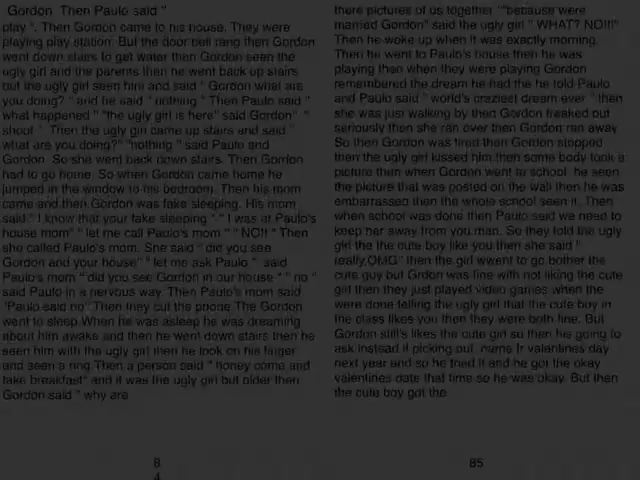 Gordon  Then Paulo said "
play ". Then Gordon came to his house. They were
playing play station. But the door bell rang then Gordon
went down stairs to get water then Gordon seen the
ugly girl and the parents then he went back up stairs
but the ugly girl seen him and said " Gordon what are
you doing? " and he said " nothing " Then Paulo said "
what happened " "the ugly girl is here" said Gordon"  "
shoot " Then the ugly girl came up stairs and said "
what are you doing?" "nothing " said Paulo and
Gordon. So she went back down stairs. Then Gordon
had to go home. So when Gordon came home he
jumped in the window to his bedroom. Then his mom
came and then Gordon was fake sleeping. His mom
said " I know that your fake sleeping "." I was at Paulo's
house mom" " let me call Paulo's mom " " NO!! " Then
she called Paulo's mom. She said " did you see
Gordon and your house" " let me ask Paulo "  said
Paulo's mom " did you see Gordon in our house " " no "
said Paulo in a nervous way. Then Paulo's mom said
"Paulo said no" Then they cut the phone.The Gordon
went to sleep.When he was asleep he was dreaming
about him awake and then he went down stairs then he
seen him with the ugly girl then he look on his finger
and seen a ring.Then a person said " honey come and
take breakfast" and it was the ugly girl but older then
Gordon said " why are
8
4
there pictures of us together ""because were
married Gordon" said the ugly girl " WHAT? NO!!!"
Then he woke up when it was exactly morning.
Then he went to Paulo's house then he was
playing then when they were playing Gordon
remembered the dream he had the he told Paulo
and Paulo said " world's craziest dream ever " then
she was just walking by then Gordon freaked out
seriously then she ran over then Gordon ran away.
So then Gordon was tired then Gordon stopped
then the ugly girl kissed him then some body took a
picture then when Gordon went to school  he seen
the picture that was posted on the wall then he was
embarrassed then the whole school seen it. Then
when school was done then Paulo said we need to
keep her away from you man. So they told the ugly
girl the the cute boy like you then she said "
really,OMG" then the girl wwent to go bother the
cute guy but Grdon was fine with not liking the cute
girl then they just played video games when the
were done telling the ugly girl that the cute boy in
the class likes you then they were both fine. But
Gordon still's likes the cute girl so then he going to
ask instead if picking out  name fr valentines day
next year and so he tried it and he got the okay
valentines date that time so he was okay. But then
the cute boy got the
85